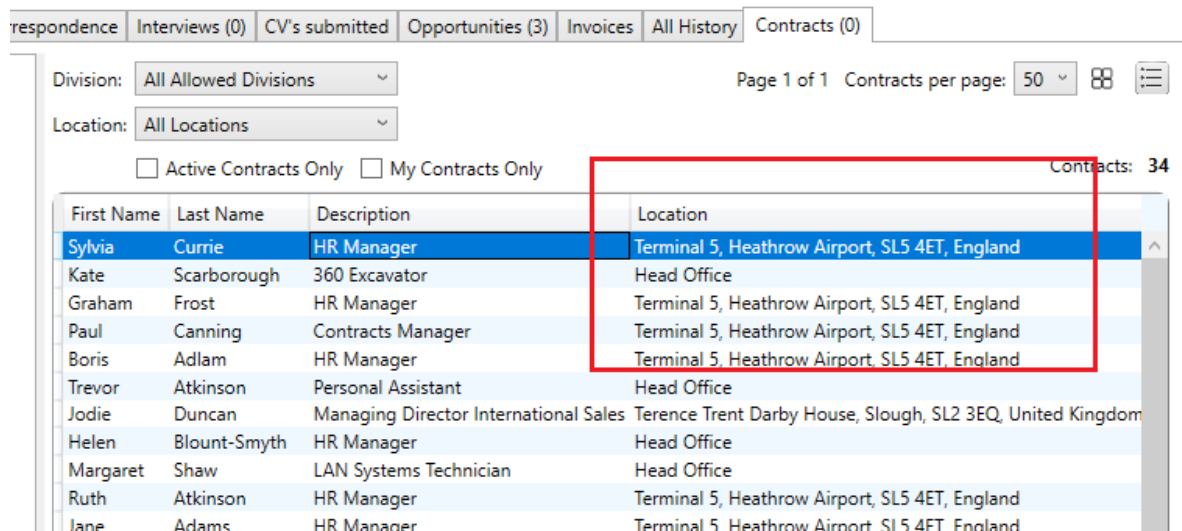 rrespondence Interviews (0) CV's submitted Opportunities (3) Invoices All History Contracts (0)
Division: All Allowed Divisions Page 1 of 1 Contracts per page: 50
Location: All Locations
Active Contracts Only My Contracts Only Contracts: 34
First Name Last Name Description Location
Sylvia Currie HR Manager Terminal 5, Heathrow Airport, SL5 4ET, England
Kate Scarborough 360 Excavator Head Office
Graham Frost HR Manager Terminal 5, Heathrow Airport, SL5 4ET, England
Paul Canning Contracts Manager Terminal 5, Heathrow Airport, SL5 4ET, England
Boris Adlam HR Manager Terminal 5, Heathrow Airport, SL5 4ET, England
Trevor Atkinson Personal Assistant Head Office
Jodie Duncan Managing Director International Sales Terence Trent Darby House, Slough, SL2 3EQ, United Kingdom
Helen Blount-Smyth HR Manager Head Office
Margaret Shaw LAN Systems Technician Head Office
Ruth Atkinson HR Manager Terminal 5, Heathrow Airport, SL5 4ET, England
Jane Adams HR Manager Terminal 5, Heathrow Airport, SL5 4ET, England